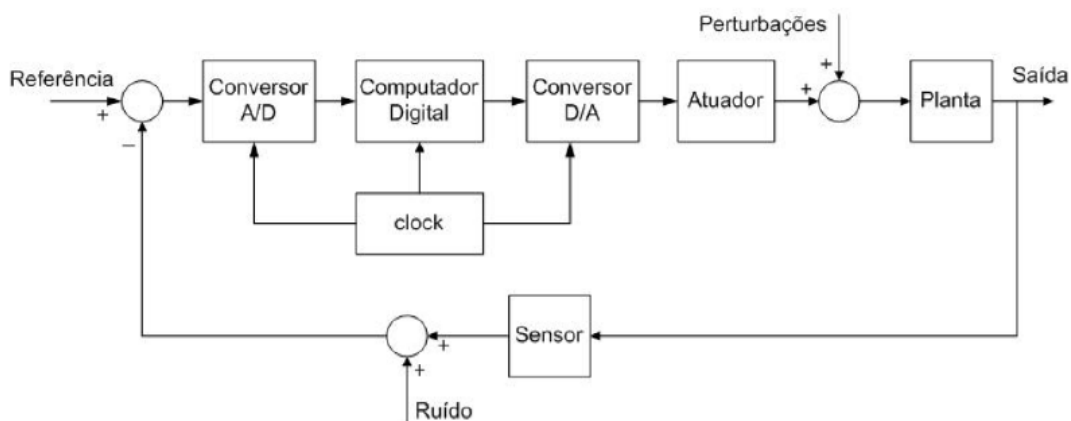 Perturbações
Referência
Conversor
A/D
Computador
Digital
Conversor
D/A
Atuador
Planta
Saída
+
−
+
+
clock
Sensor
+
+
Ruído